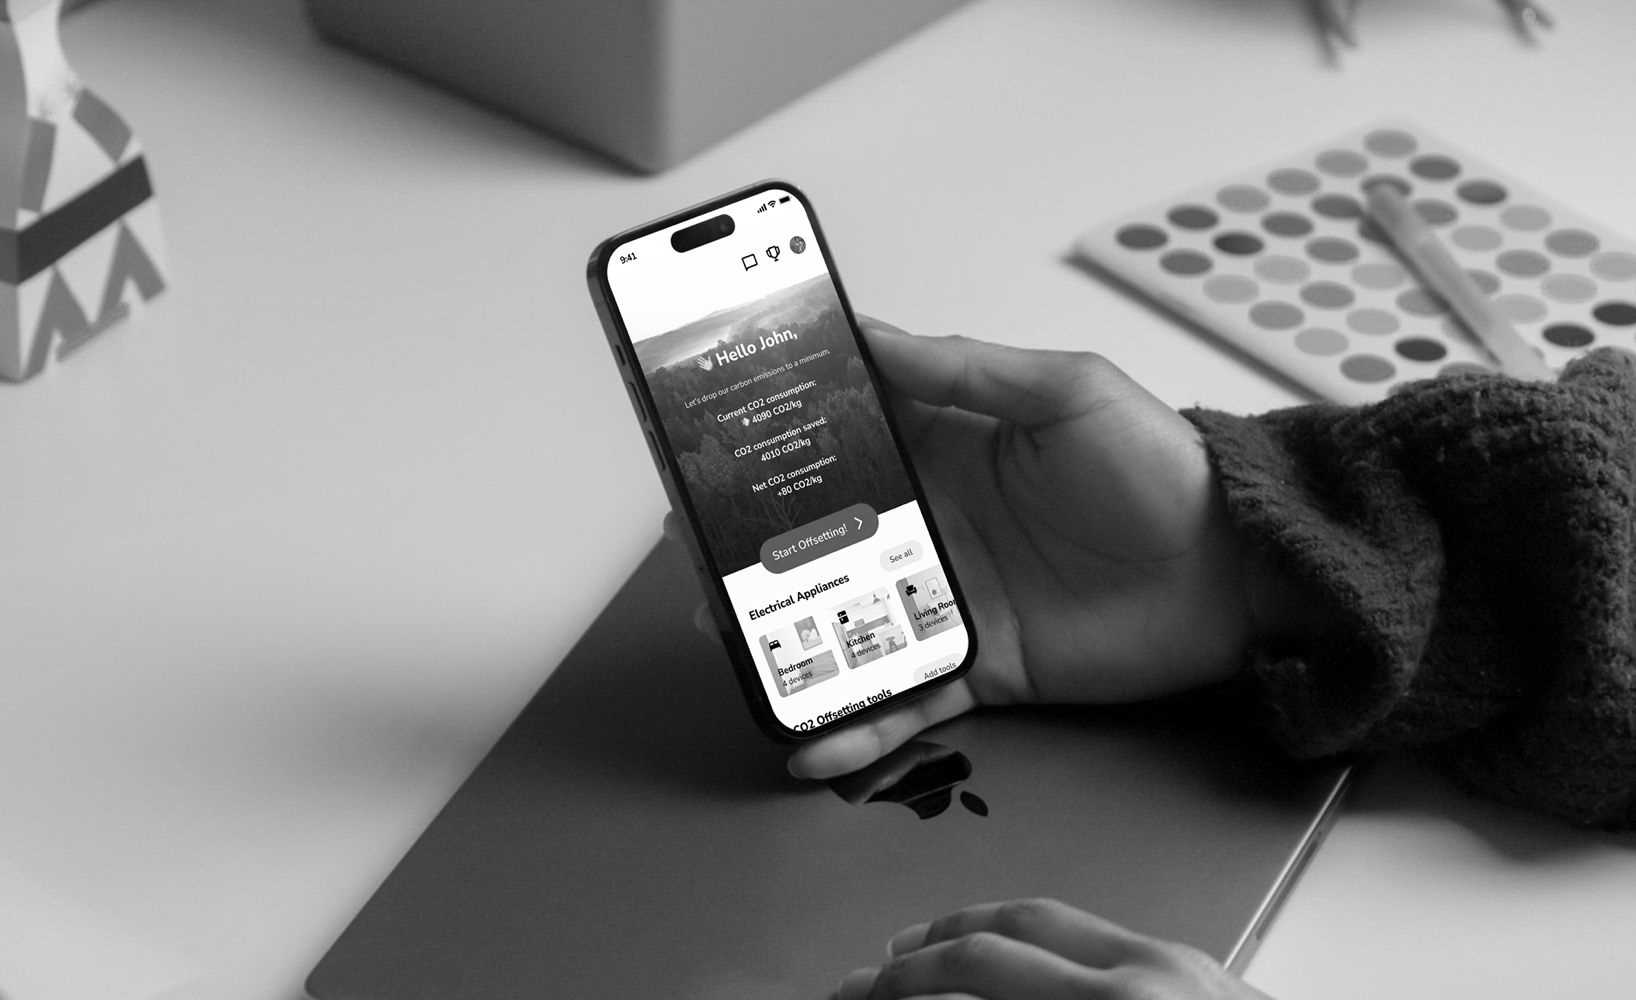 9:41
👋 Hello John,
Let's drop our carbon emissions to a minimum.
Current CO2 consumption:
4090 CO2/kg
CO2 consumption saved:
4010 CO2/kg
Net CO2 consumption:
+80 CO2/kg
Start Offsetting!
See all
Electrical Appliances
Bedroom
4 devices
Kitchen
4 devices
Living Roo
3 devices
Add tools
CO2 Offsetting tools